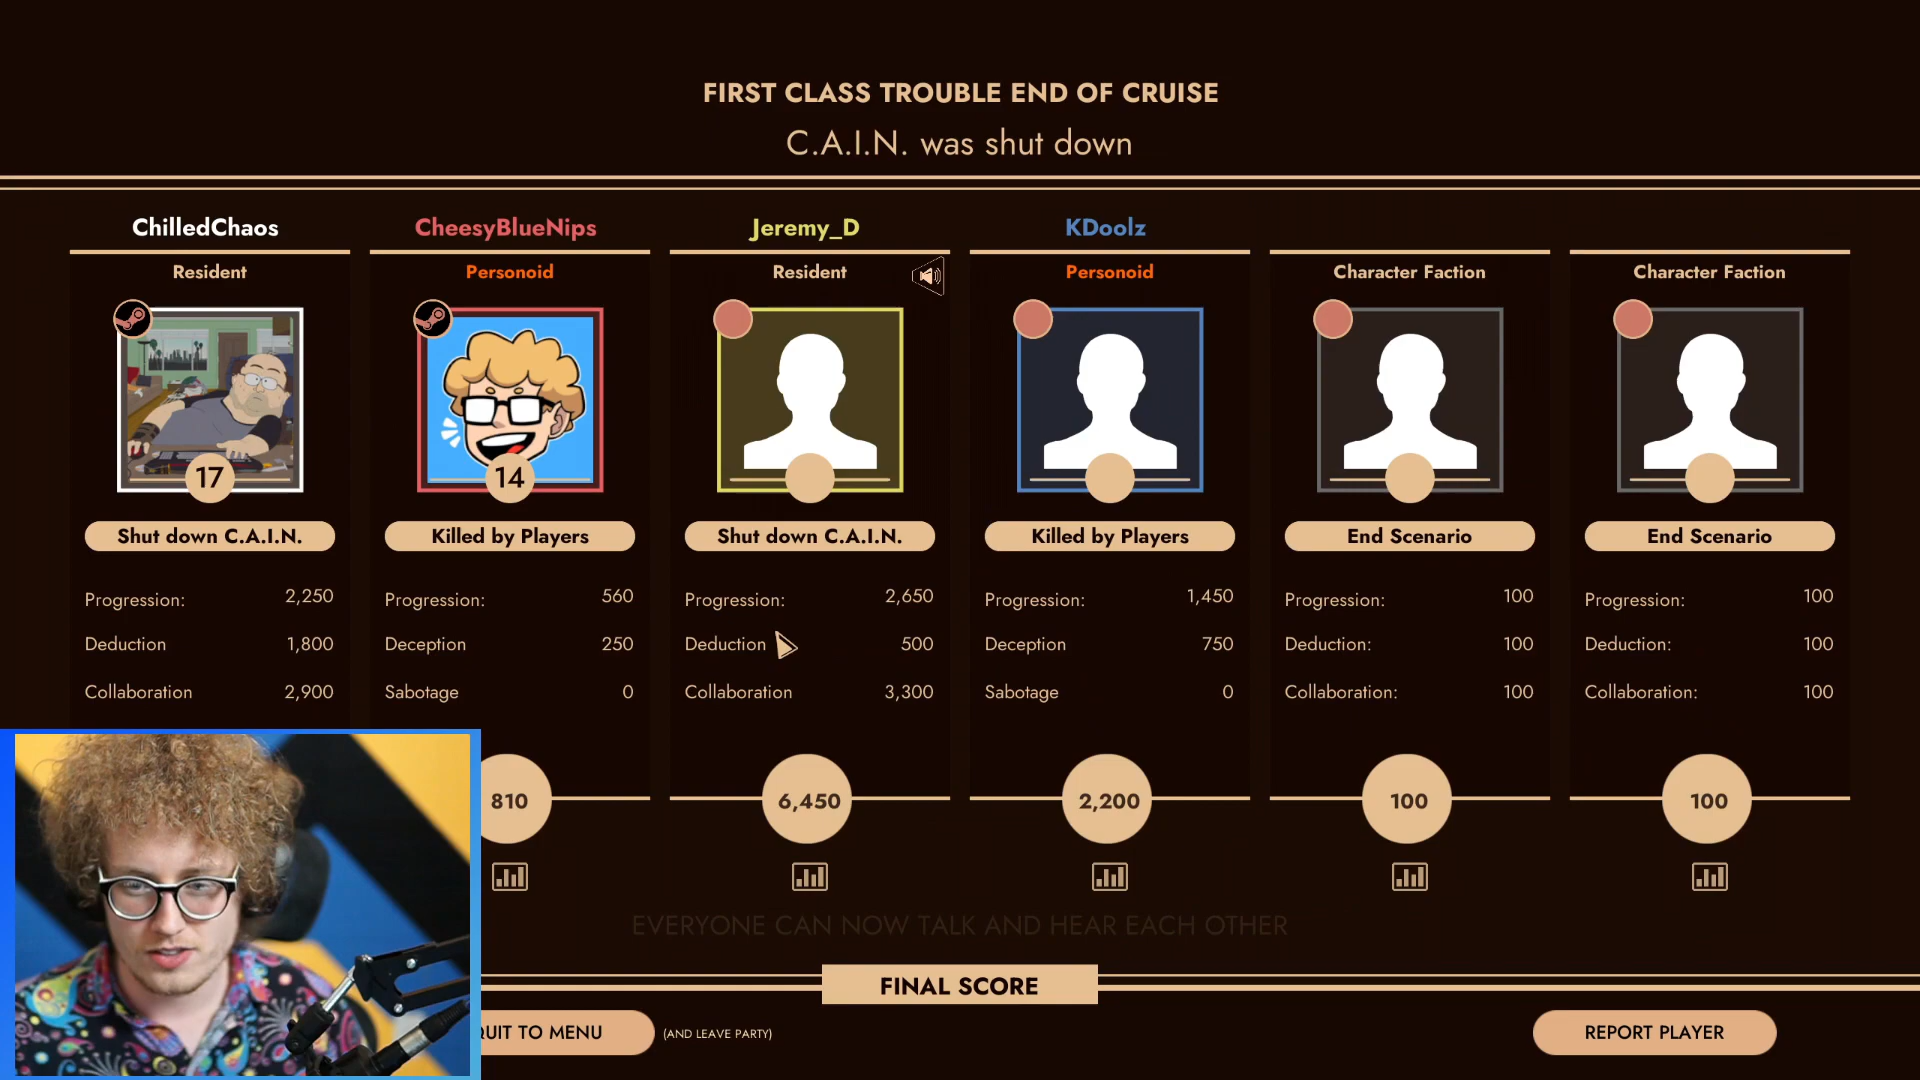 FIRST CLASS TROUBLE END OF CRUISE
C.A.I.N. was shut down
ChilledChaos
CheesyBlueNips
Jeremy_D
KDoolz
Resident
Personoid
Resident
Personoid
Character Faction
Character Faction
17
14
Shut down C.A.I.N.
Killed by Players
Shut down C.A.I.N.
Killed by Players
End Scenario
End Scenario
Progression: 2,250
Progression: 560
Progression: 2,650
Progression: 1,450
Progression: 100
Progression: 100
Deduction 1,800
Deception 250
Deduction 500
Deception 750
Deduction: 100
Deduction: 100
Collaboration 2,900
Sabotage 0
Collaboration 3,300
Sabotage 0
Collaboration: 100
Collaboration: 100
810
6,450
2,200
100
100
EVERYONE CAN NOW TALK AND HEAR EACH OTHER
FINAL SCORE
QUIT TO MENU
(AND LEAVE PARTY)
REPORT PLAYER